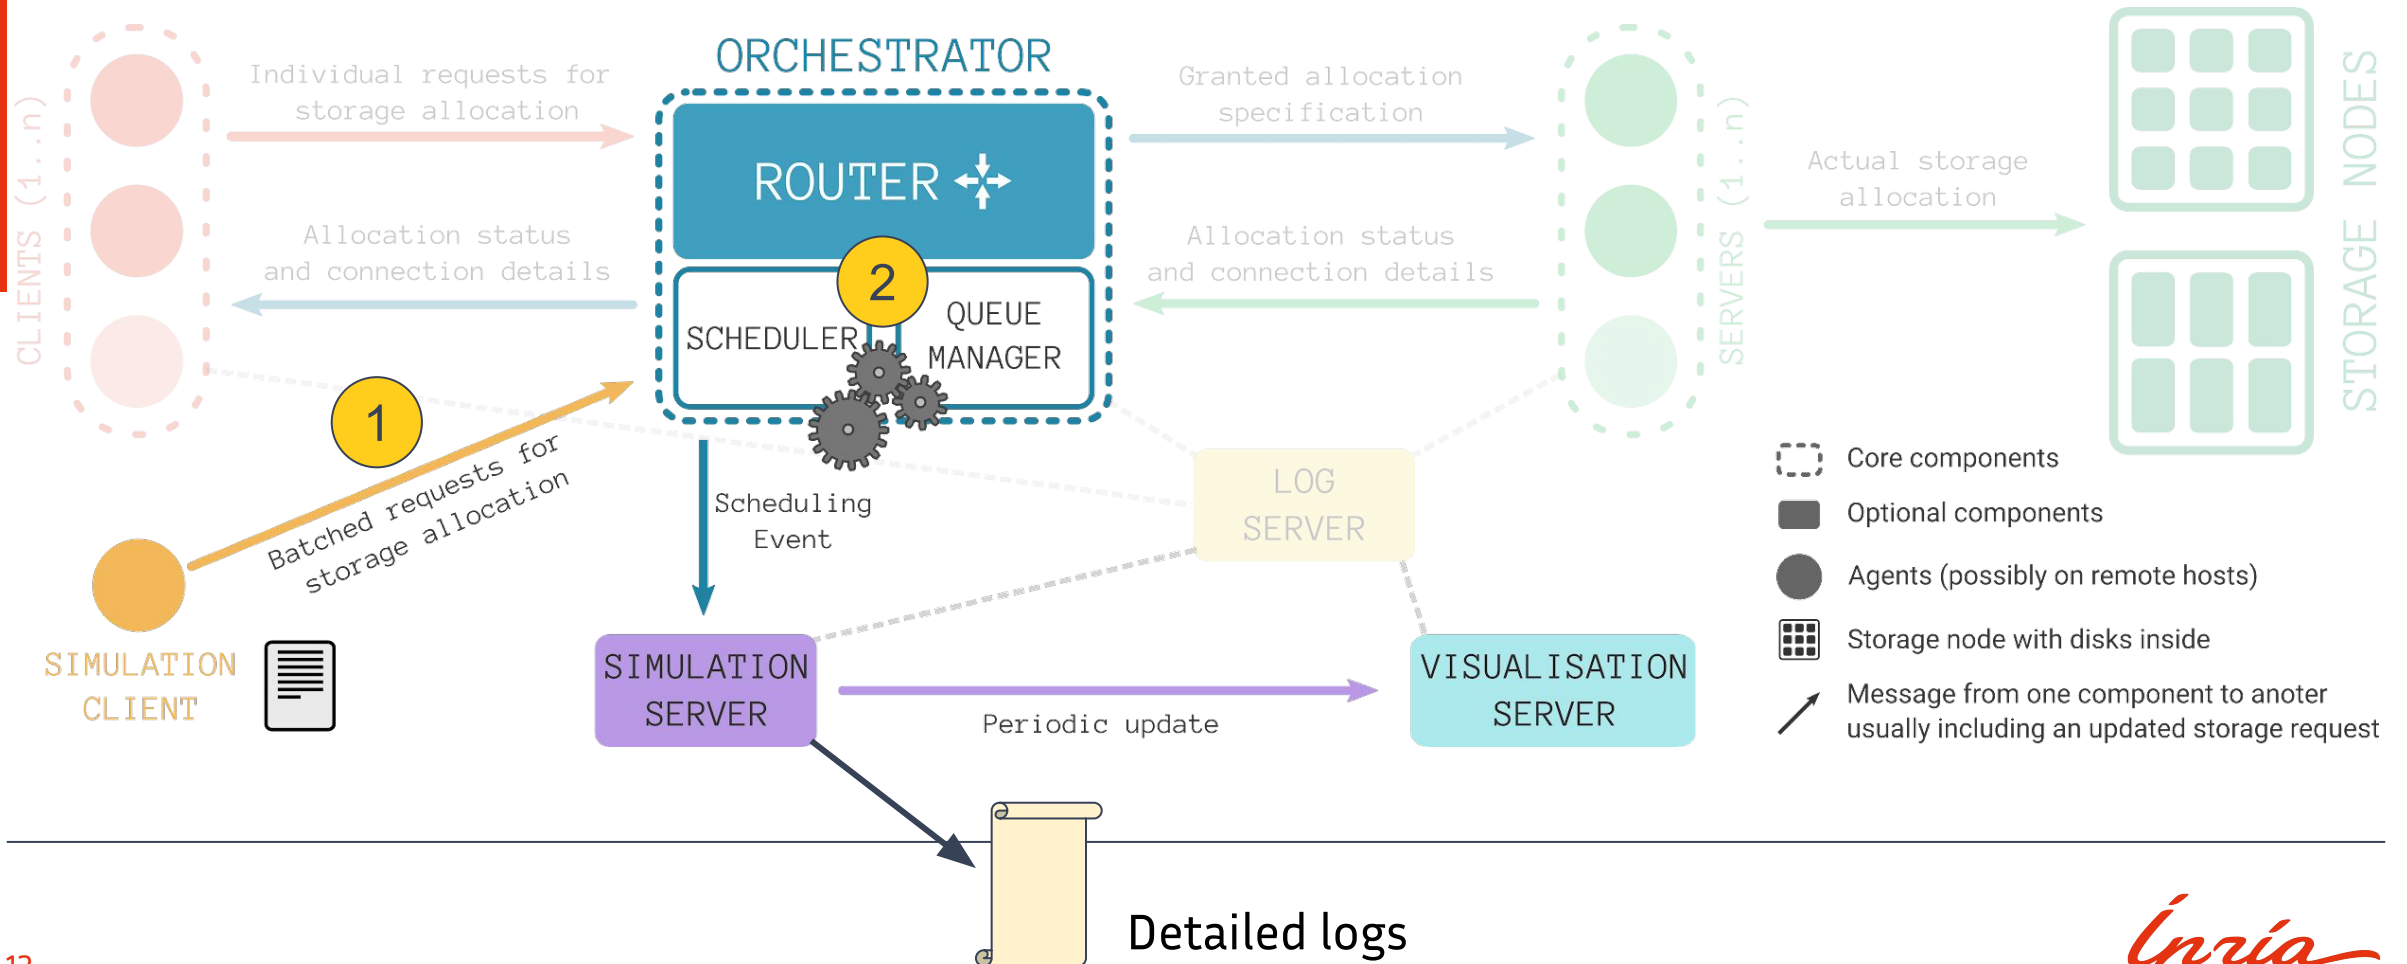 ORCHESTRATOR
CLIENTS (1..n)
Individual requests for
storage allocation
ROUTER
Granted allocation
specification
SERVERS (1..n)
Actual storage
allocation
STORAGE NODES
Allocation status
and connection details
2
SCHEDULER
QUEUE
MANAGER
Allocation status
and connection details
1
Batched requests for
storage allocation
Scheduling
Event
LOG
SERVER
Core components
Optional components
Agents (possibly on remote hosts)
Storage node with disks inside
Message from one component to anoter
usually including an updated storage request
SIMULATION
CLIENT
SIMULATION
SERVER
Periodic update
VISUALISATION
SERVER
Detailed logs
Inría